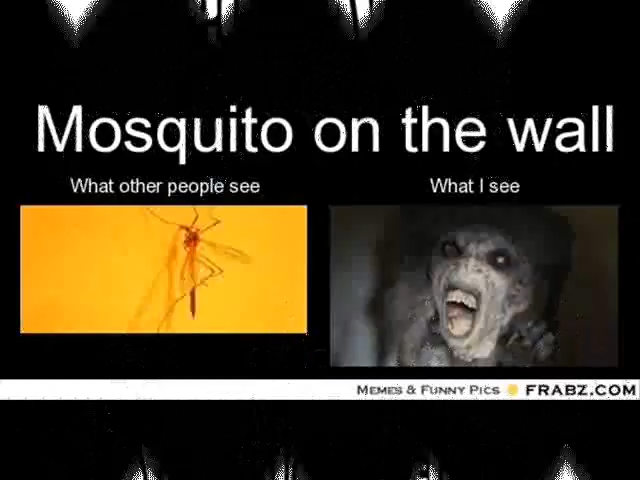 Mosquito on the wall
What other people see
What I see
MEMES & FUNNY PICS FRABZ.COM